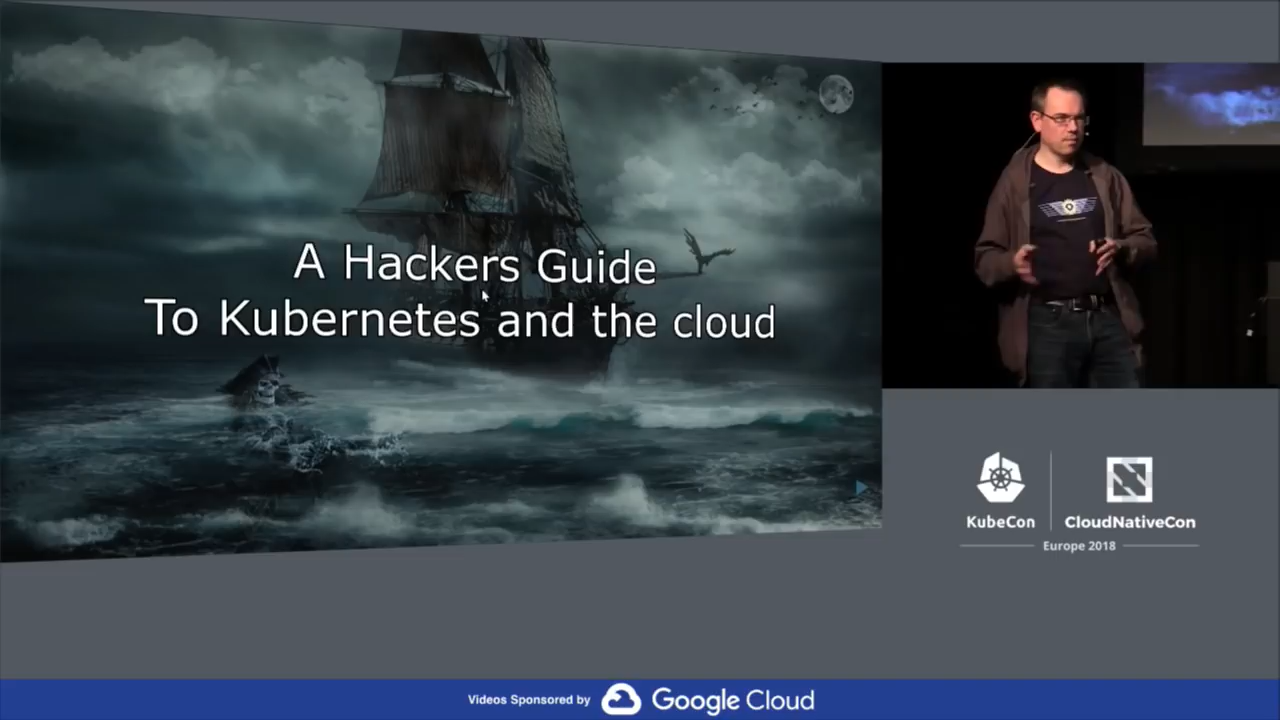 A Hackers Guide
To Kubernetes and the cloud
KubeCon
CloudNativeCon
Europe 2018
Videos Sponsored by
Google Cloud